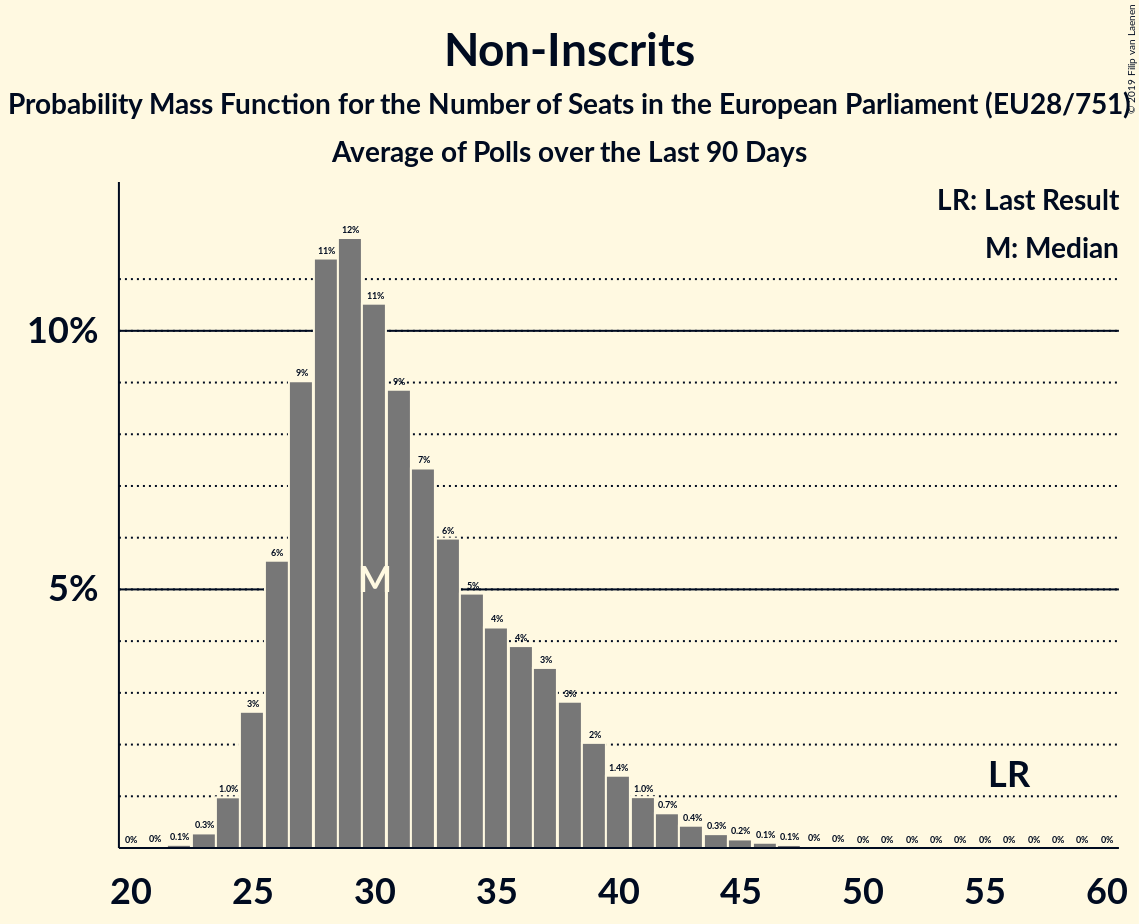 Non-Inscrits
Probability Mass Function for the Number of Seats in the European Parliament (EU28/751)
Average of Polls over the Last 90 Days
© 2019 Filip van Laenen
LR: Last Result
M: Median
10%
5%
0% 0% 0.1% 0.3% 1.0% 3% 6% 9% 11% 12% 11% 9% 7% 6% 5% 4% 4% 3% 3% 2% 1.4% 1.0% 0.7% 0.4% 0.3% 0.2% 0.1% 0.1% 0% 0% 0% 0% 0% 0% 0% 0% 0% 0% 0% 0% 0%
M
LR
20 25 30 35 40 45 50 55 60